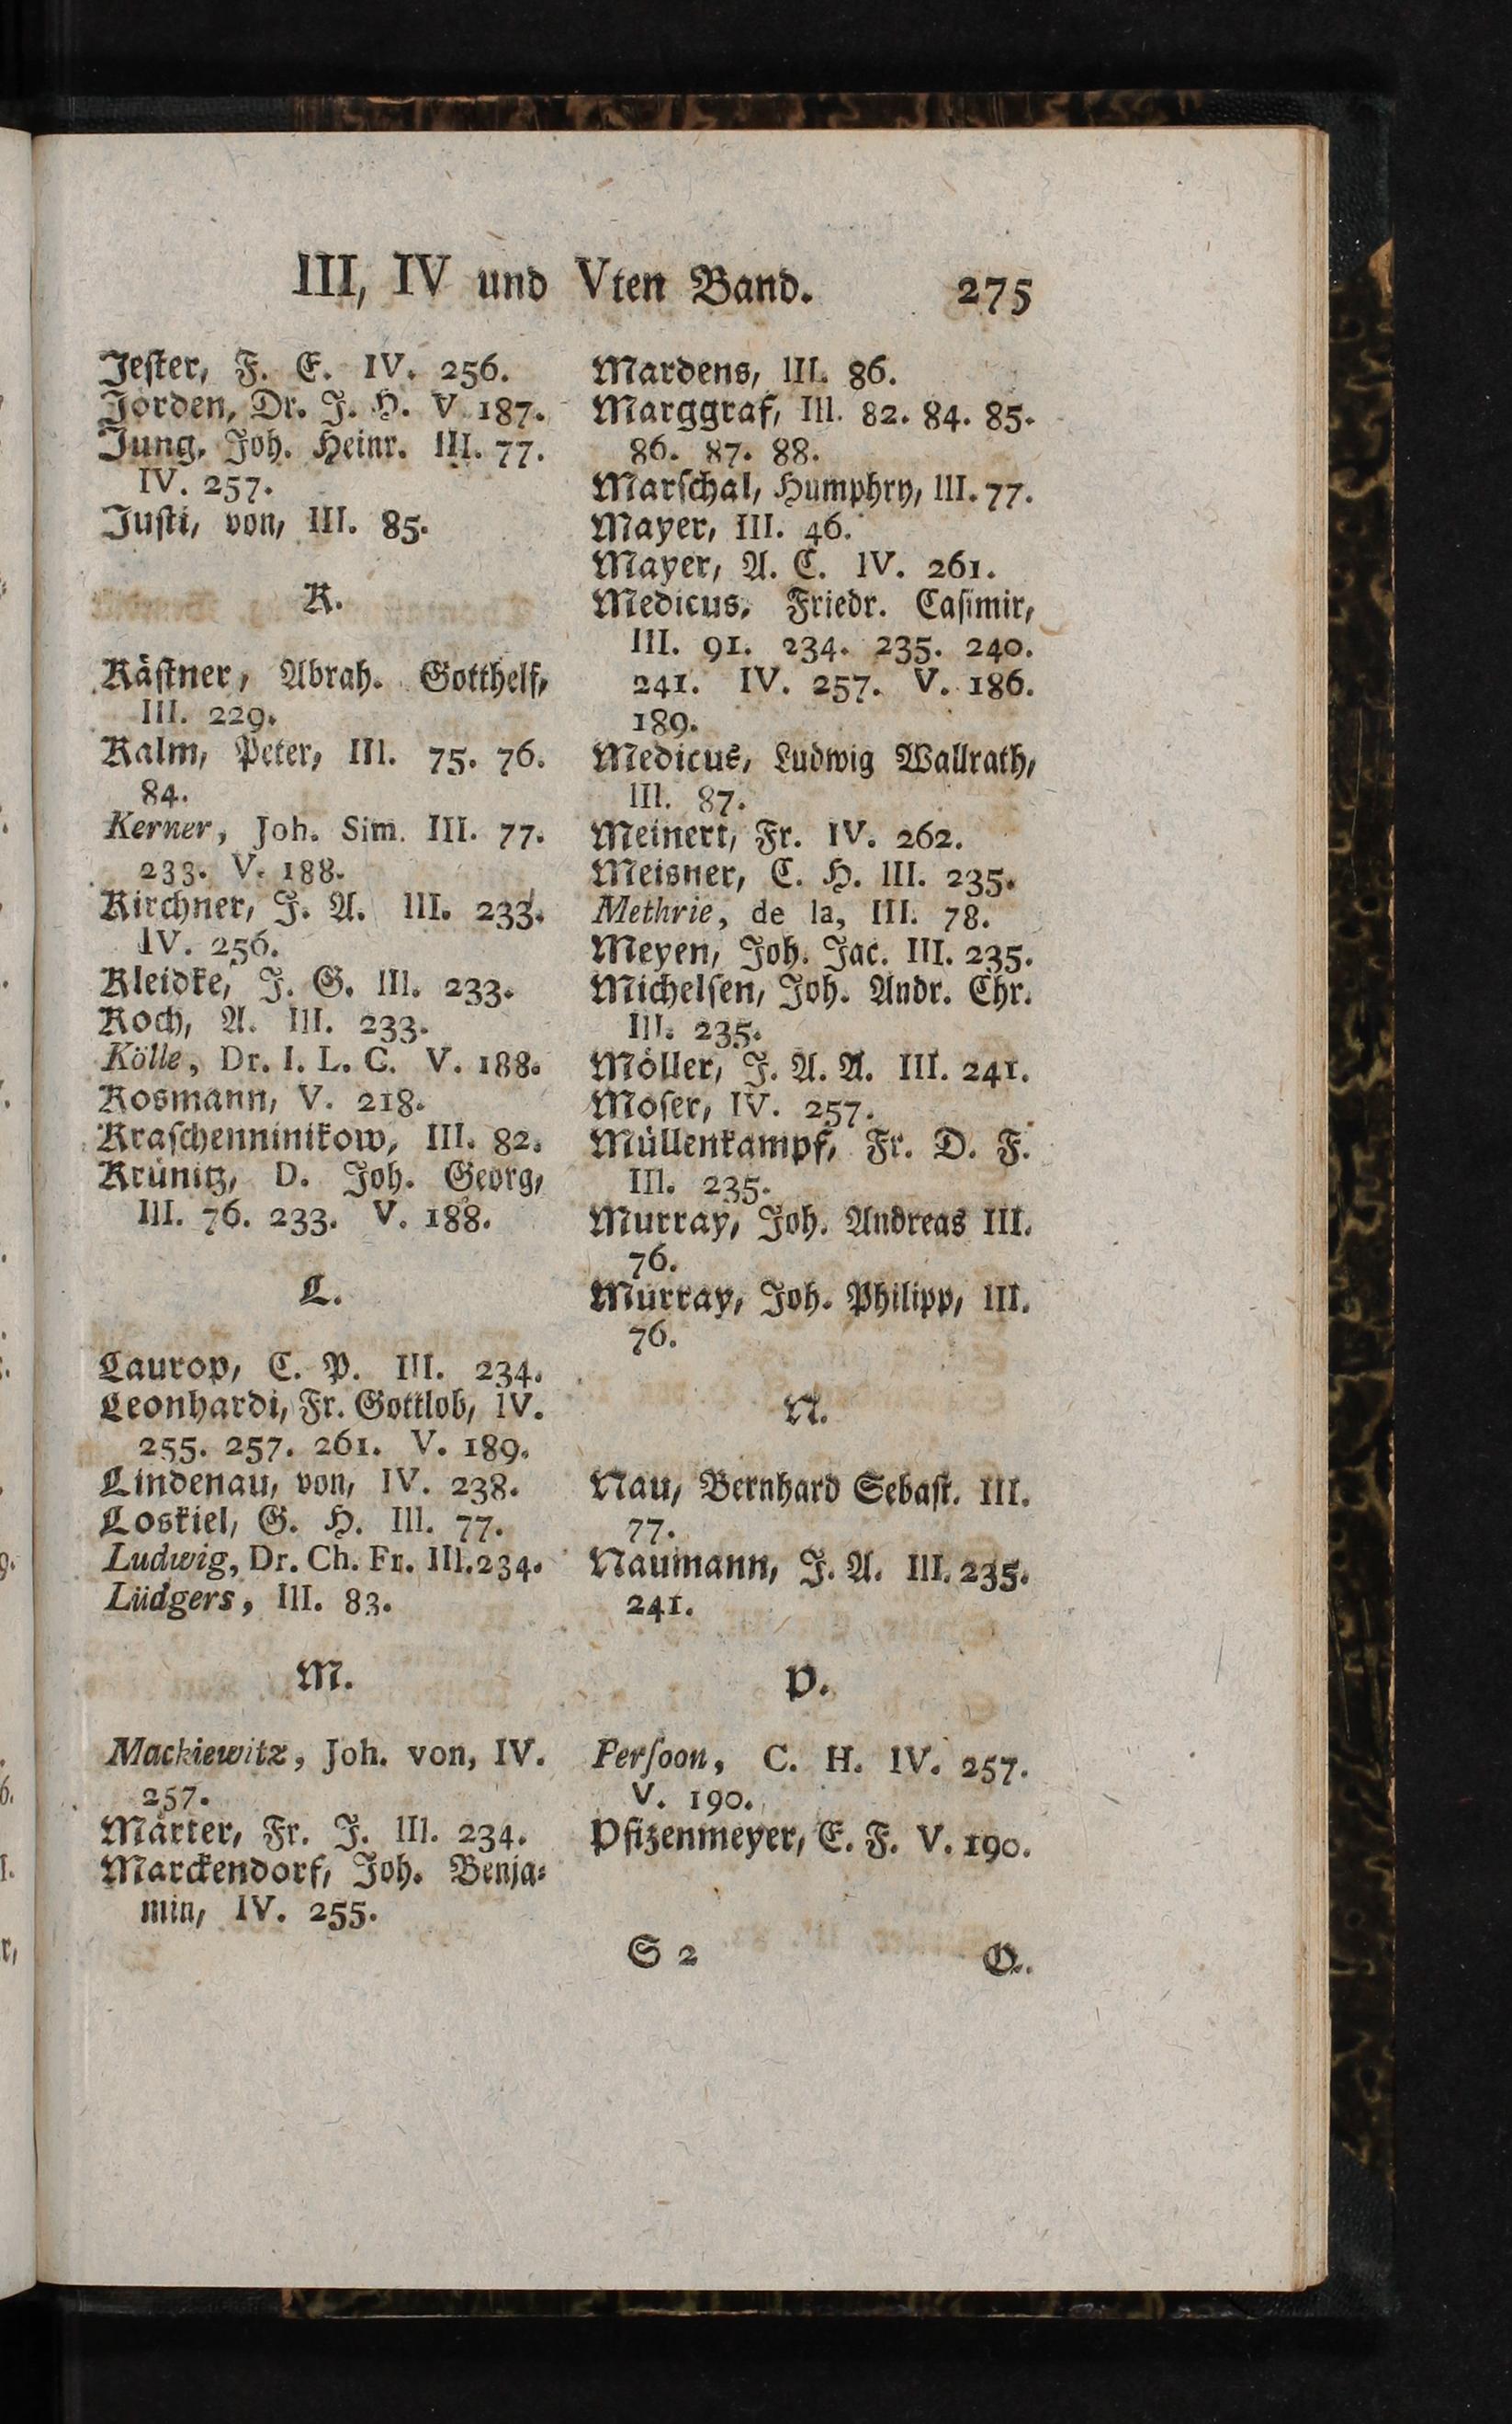 III, IV und Vten Band. 275
Jester, F. E. IV. 256.
Jörden, Dr. J. H. V. 187.
Jung, Joh. Heinr. III. 77.
IV. 257.
Justi, von, III. 85.
K.
Kästner, Abrah. Gotthelf,
III. 229.
Kalm, Peter, III. 75. 76.
84.
Kerner, Joh. Sim. III. 77.
233. V. 188.
Kirchner, J. A. III. 233.
IV. 256.
Kleidke, J. G. III. 233.
Koch, A. III. 233.
Kölle, Dr. I. L. C. V. 188.
Kosmann, V. 218.
Kraſchenninikow, III. 82.
Krünitz, D. Joh. Georg,
III. 76. 233. V. 188.
L.
Laurop, C. P. III. 234.
Leonhardi, Fr. Gottlob, IV.
255. 257. 261. V. 189.
Lindenau, von, IV. 238.
Loskiel, G. H. III. 77.
Ludwig, Dr. Ch. Fr. III. 234.
Lüdgers, III. 83.
M.
Mackiewitz, Joh. von, IV.
257.
Märter, Fr. J. III. 234.
Marckendorf, Joh. Benja-
min, IV. 255.
Mardens, III. 86.
Marggraf, III. 82. 84. 85.
86. 87. 88.
Marſchal, Humphry, III. 77.
Mayer, III. 46.
Mayer, A. C. IV. 261.
Medicus, Friedr. Caſimir,
III. 91. 234. 235. 240.
241. IV. 257. V. 186.
189.
Medicus, Ludwig Wallrath,
III. 87.
Meinert, Fr. IV. 262.
Meisner, C. H. III. 235.
Methrie, de la, III. 78.
Meyen, Joh. Jac. III. 235.
Michelſen, Joh. Andr. Chr.
III. 235.
Möller, J. A. A. III. 241.
Moſer, IV. 257.
Müllenkampf, Fr. D. F.
III. 235.
Murray, Joh. Andreas III.
76.
Murray, Joh. Philipp, III.
76.
N.
Nau, Bernhard Sebaſt. III.
77.
Naumann, J. A. III. 235.
241.
P.
Perſoon, C. H. IV. 257.
V. 190.
Pfizenmeyer, E. F. V. 190.
S 2 Q.